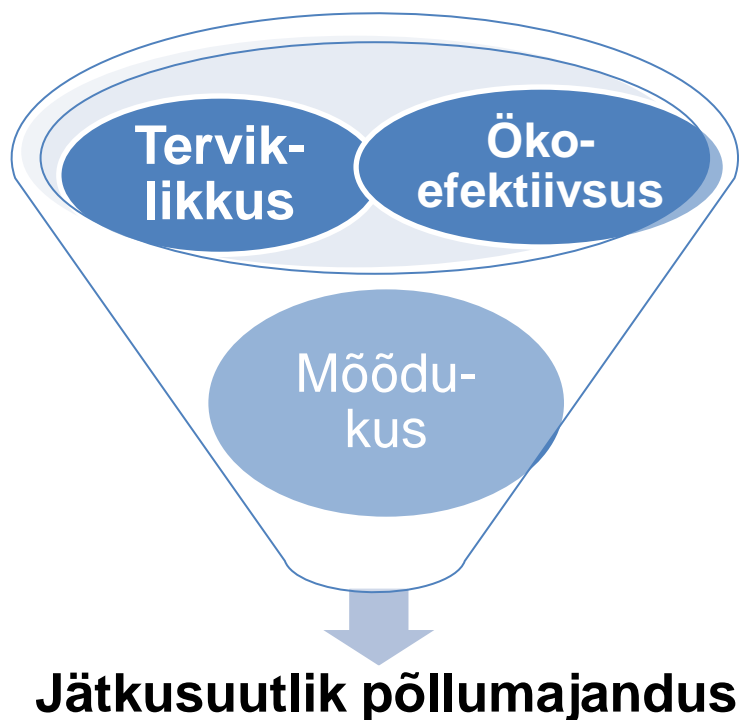 Tervik-
likkus
Öko-
efektiivsus
Mõõdu-
kus
Jätkusuutlik põllumajandus